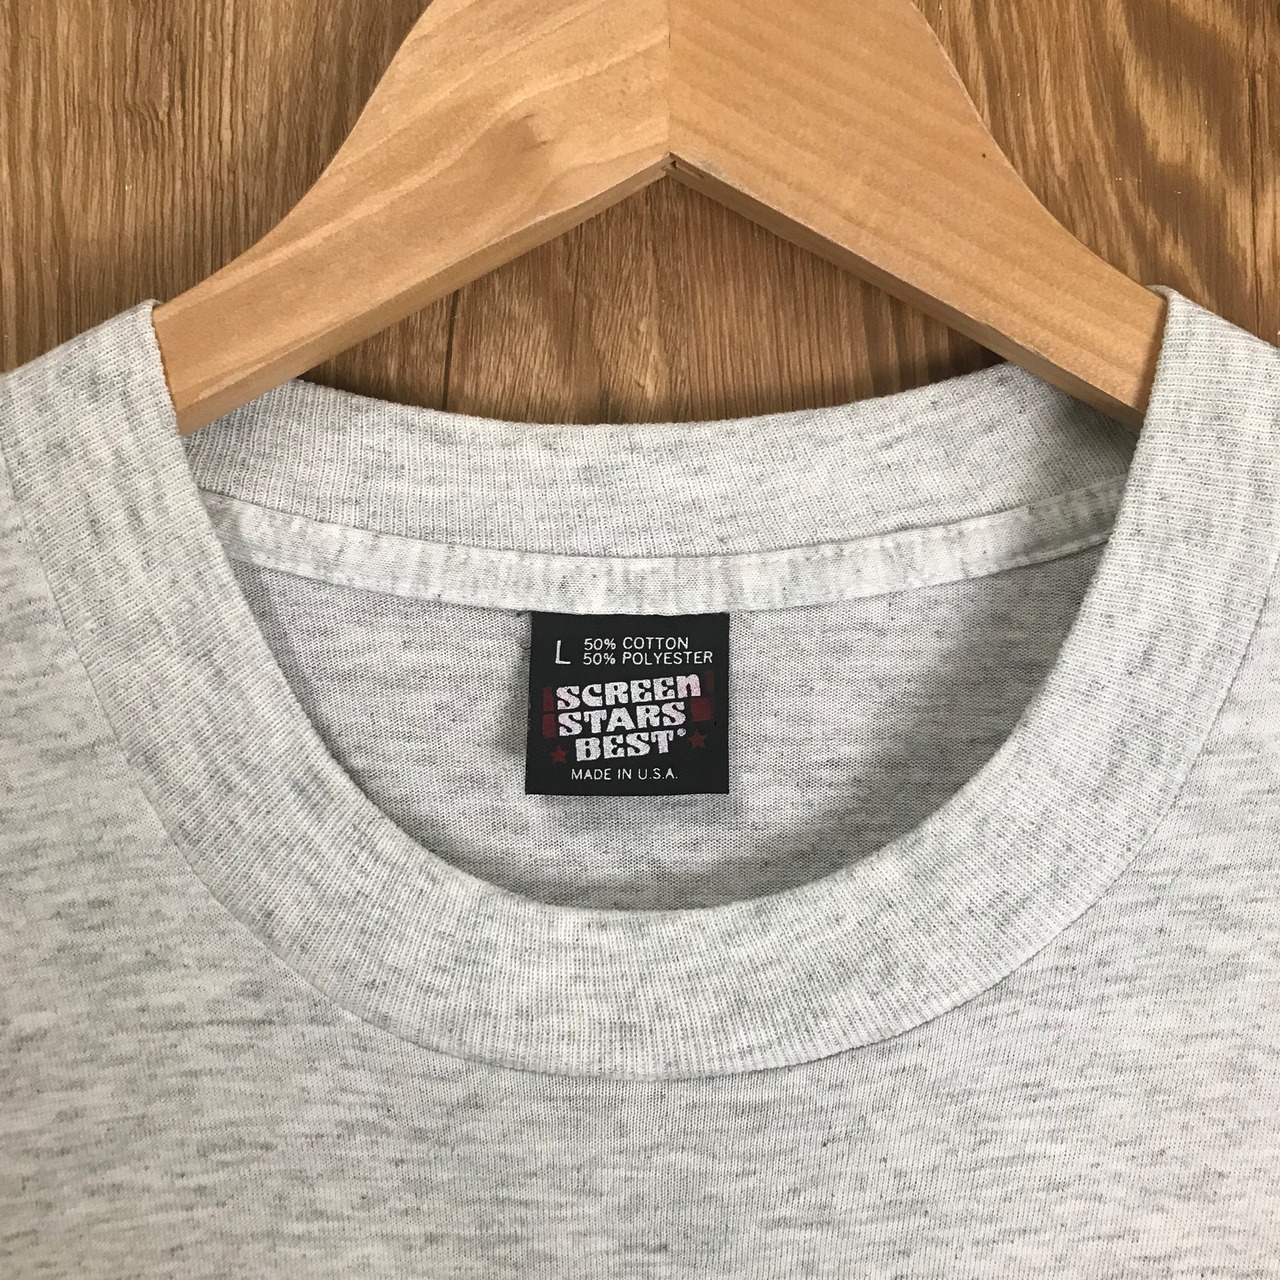 L 50% COTTON
50% POLYESTER
SCREEN
STARS
BEST®
MADE IN U.S.A.